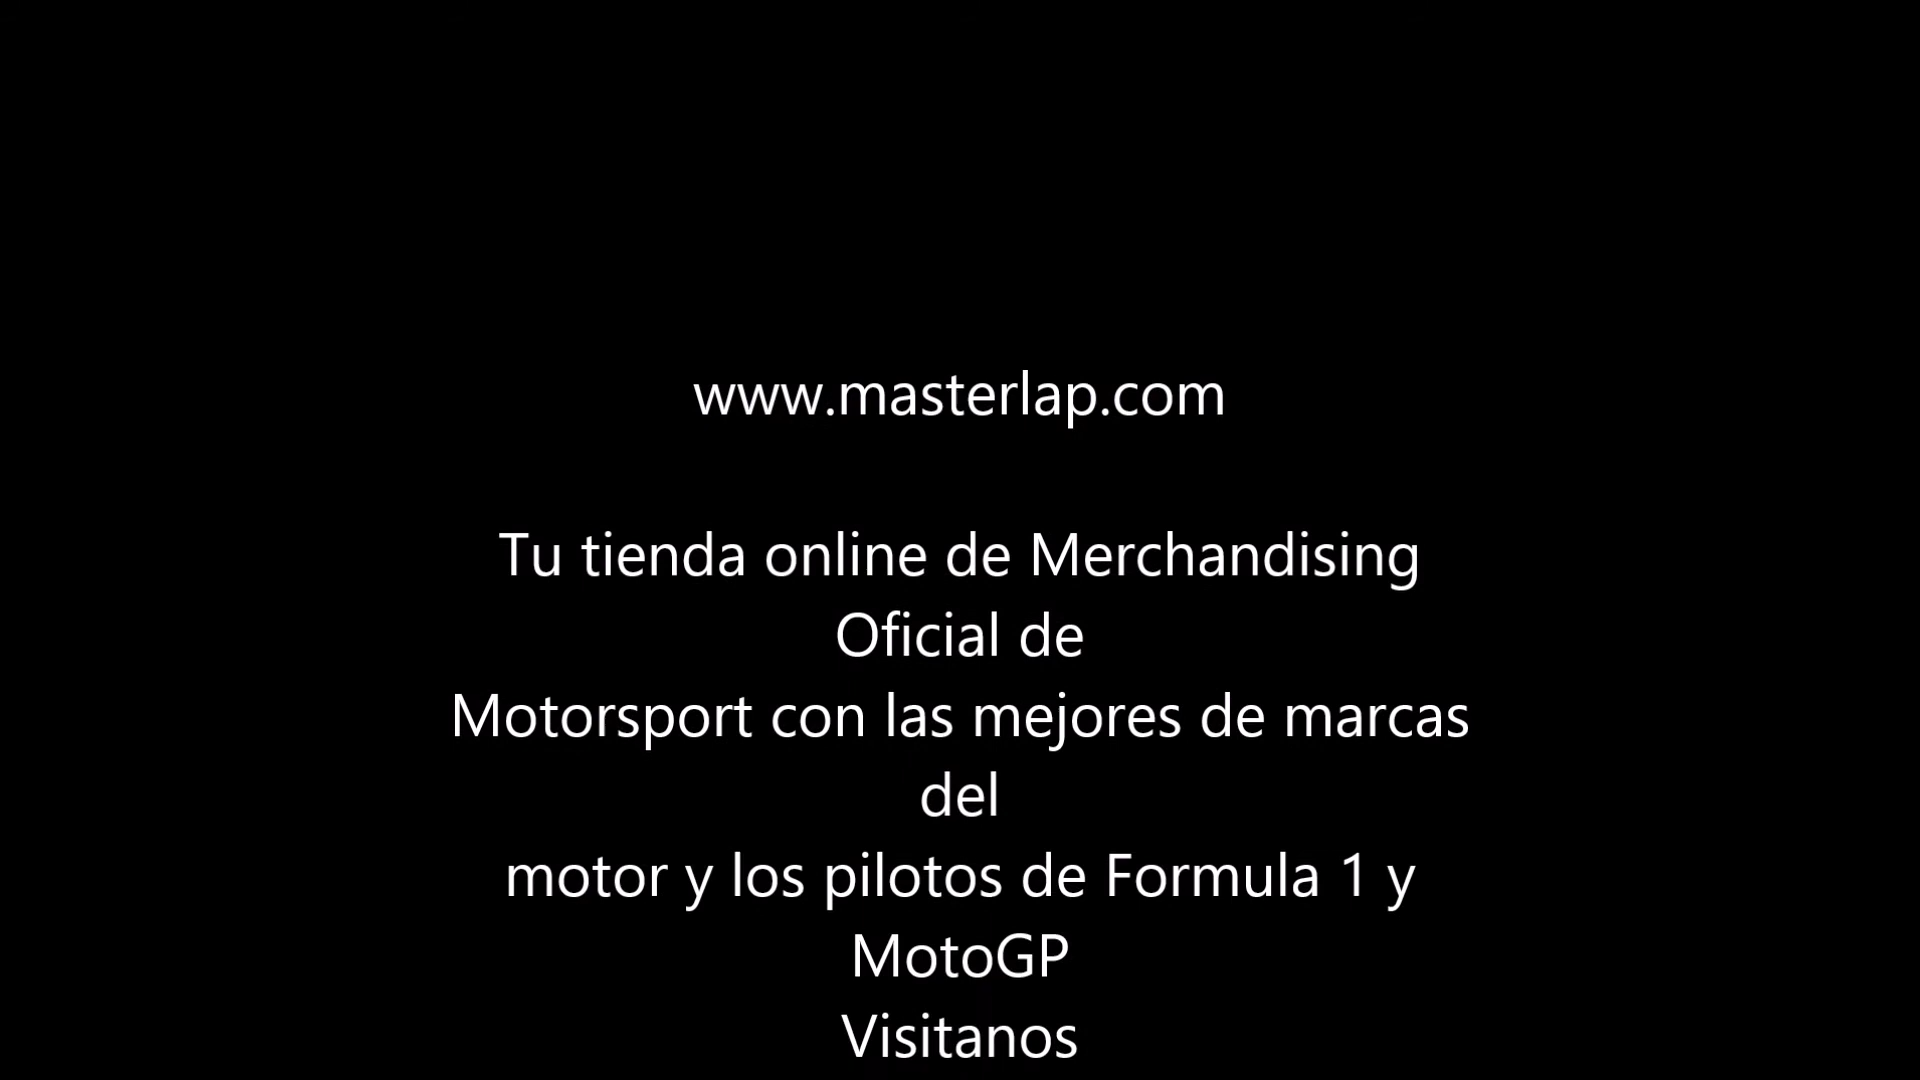 www.masterlap.com
Tu tienda online de Merchandising
Oficial de
Motorsport con las mejores de marcas
del
motor y los pilotos de Formula 1 y
MotoGP
Visitanos